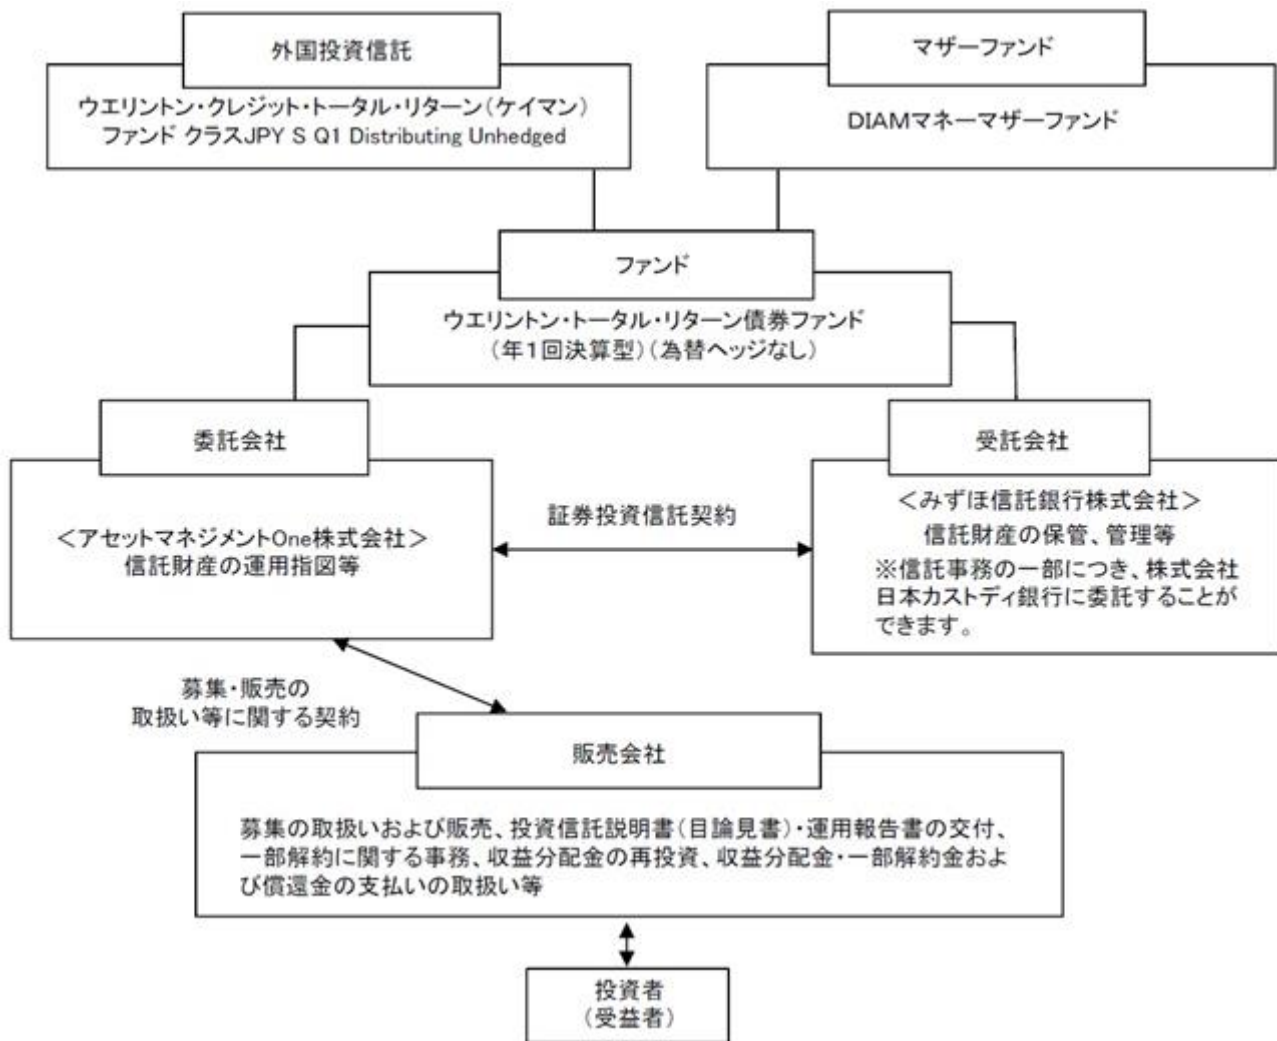 外国投資信託
マザーファンド
ウエリントン・クレジット・トータル・リターン(ケイマン)
ファンド クラスJPY S Q1 Distributing Unhedged
DIAMマネーマザーファンド
ファンド
ウエリントン・トータル・リターン債券ファンド
(年1回決算型)(為替ヘッジなし)
委託会社
受託会社
<アセットマネジメントOne株式会社>
信託財産の運用指図等
証券投資信託契約
<みずほ信託銀行株式会社>
信託財産の保管、管理等
※信託事務の一部につき、株式会社
日本カストディ銀行に委託することが
できます。
募集・販売の
取扱い等に関する契約
販売会社
募集の取扱いおよび販売、投資信託説明書(目論見書)・運用報告書の交付、
一部解約に関する事務、収益分配金の再投資、収益分配金・一部解約金およ
び償還金の支払いの取扱い等
投資者
(受益者)